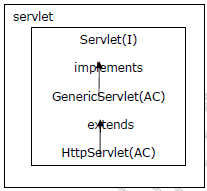 servlet
Servlet(I)
implements
GenericServlet(AC)
extends
HttpServlet(AC)